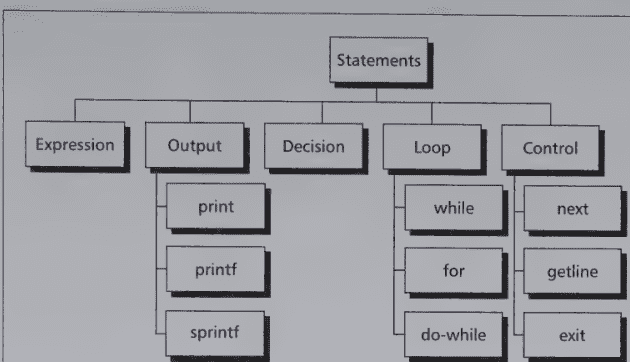 Statements
Expression Output Decision Loop Control
print while next
printf for getline
sprintf do-while exit